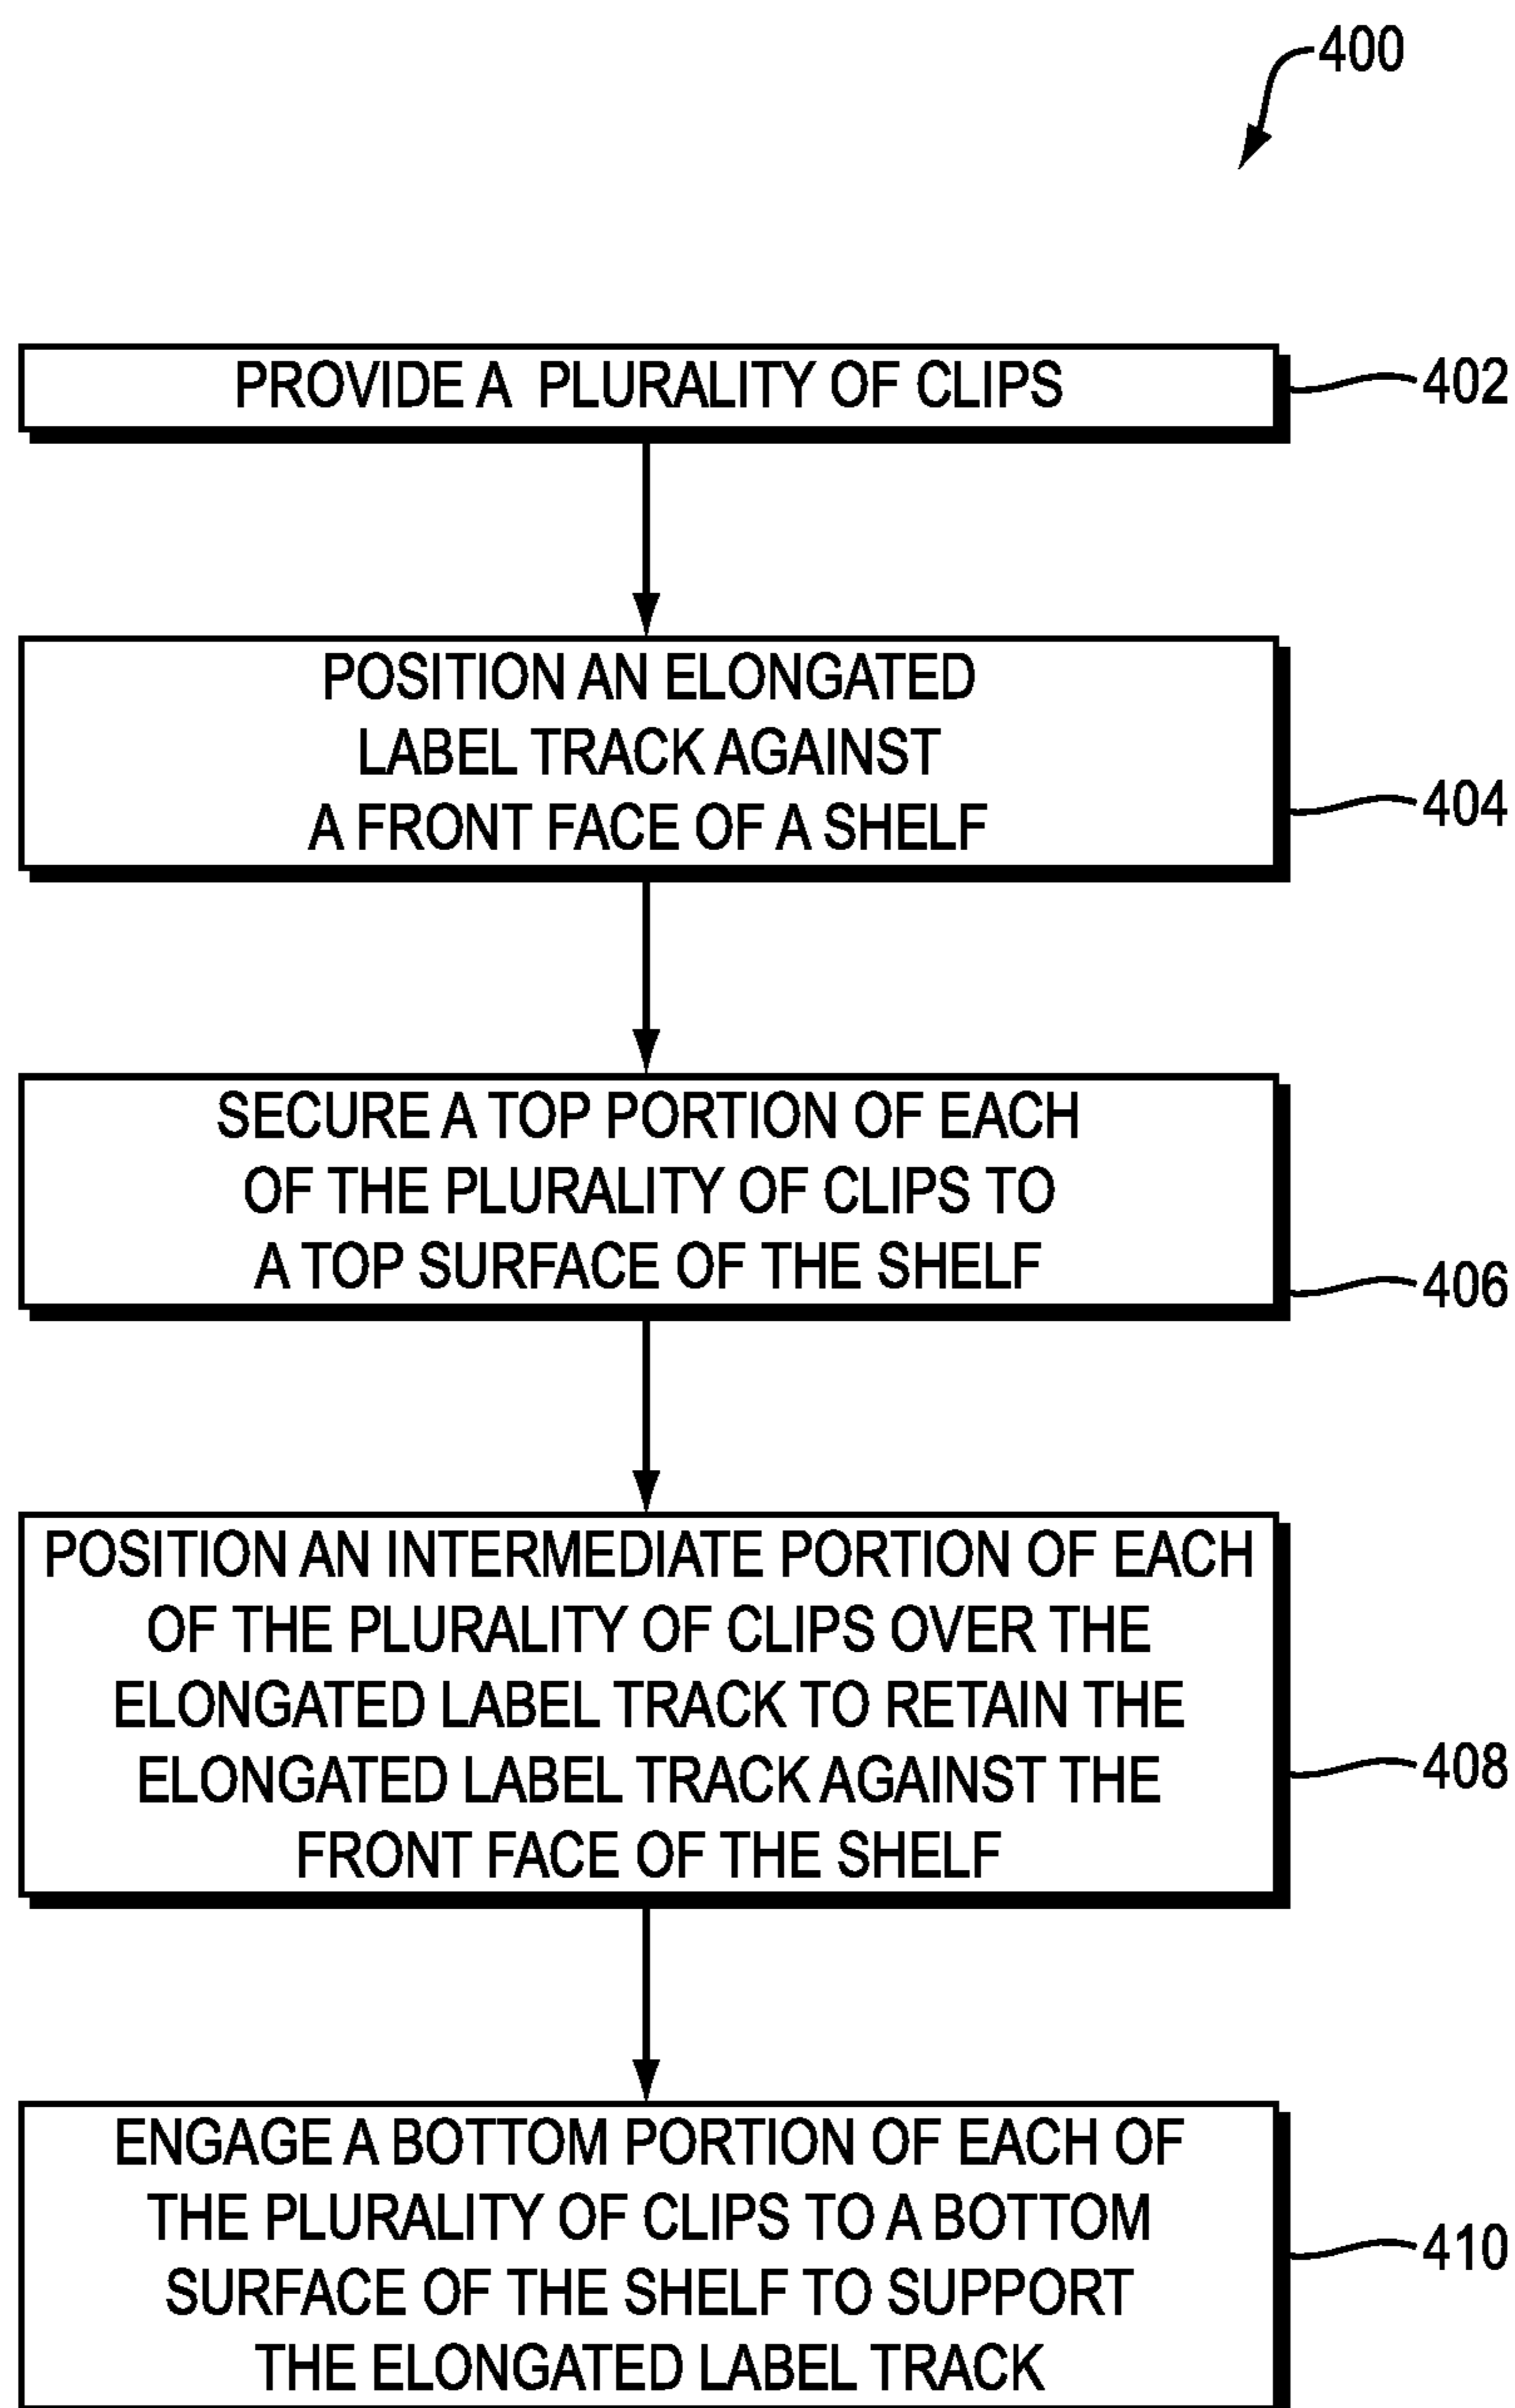 400
PROVIDE A PLURALITY OF CLIPS
402
POSITION AN ELONGATED
LABEL TRACK AGAINST
A FRONT FACE OF A SHELF
404
SECURE A TOP PORTION OF EACH
OF THE PLURALITY OF CLIPS TO
A TOP SURFACE OF THE SHELF
406
POSITION AN INTERMEDIATE PORTION OF EACH
OF THE PLURALITY OF CLIPS OVER THE
ELONGATED LABEL TRACK TO RETAIN THE
ELONGATED LABEL TRACK AGAINST THE
FRONT FACE OF THE SHELF
408
ENGAGE A BOTTOM PORTION OF EACH OF
THE PLURALITY OF CLIPS TO A BOTTOM
SURFACE OF THE SHELF TO SUPPORT
THE ELONGATED LABEL TRACK
410